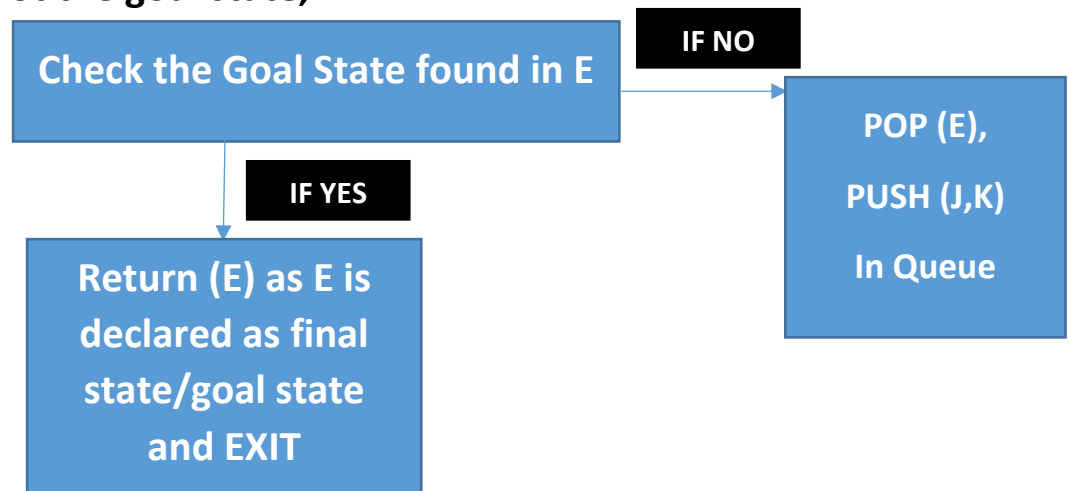 Check the Goal State found in E
IF NO
POP (E),
PUSH (J,K)
In Queue
IF YES
Return (E) as E is
declared as final
state/goal state
and EXIT